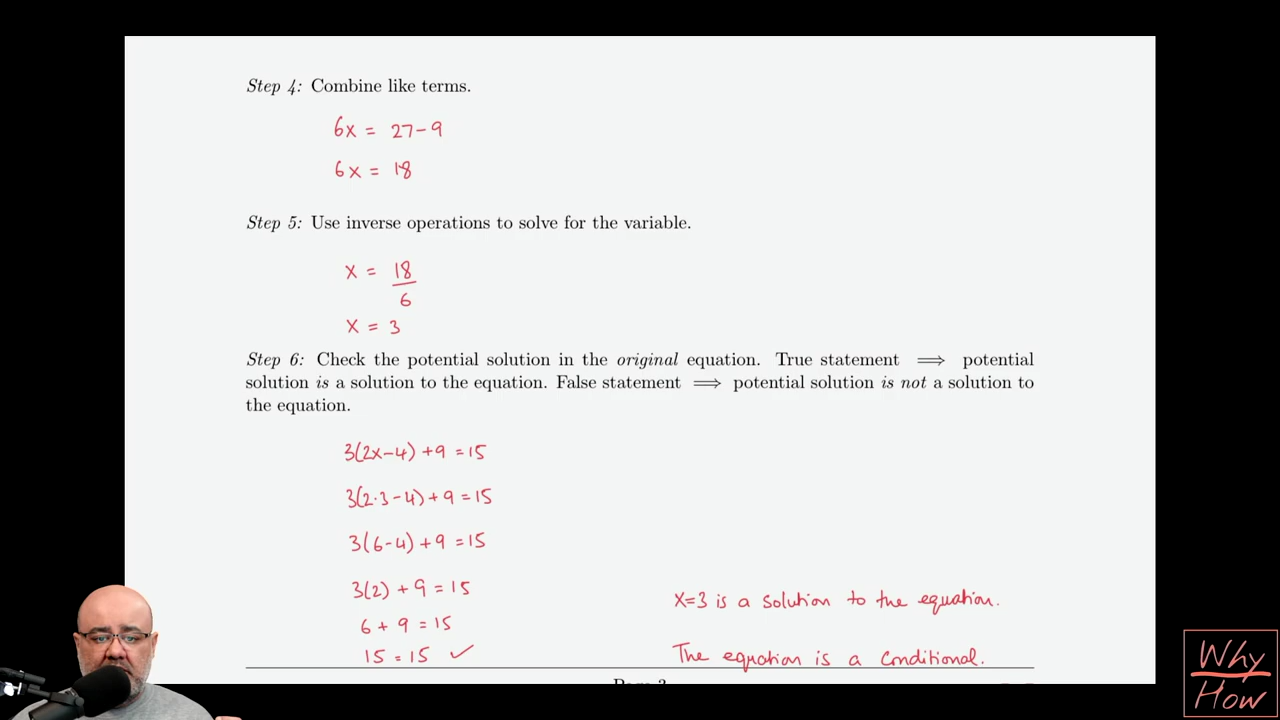 Step 4: Combine like terms.
6x = 27-9
6x = 18
Step 5: Use inverse operations to solve for the variable.
x = 18
6
x = 3
Step 6: Check the potential solution in the original equation. True statement ⟹ potential
solution is a solution to the equation. False statement ⟹ potential solution is not a solution to
the equation.
3(2x-4)+9=15
3(2·3-4)+9=15
3(6-4)+9=15
3(2)+9=15
6+9=15
15=15 ✓
x=3 is a solution to the equation.
The equation is a conditional.
Why
How